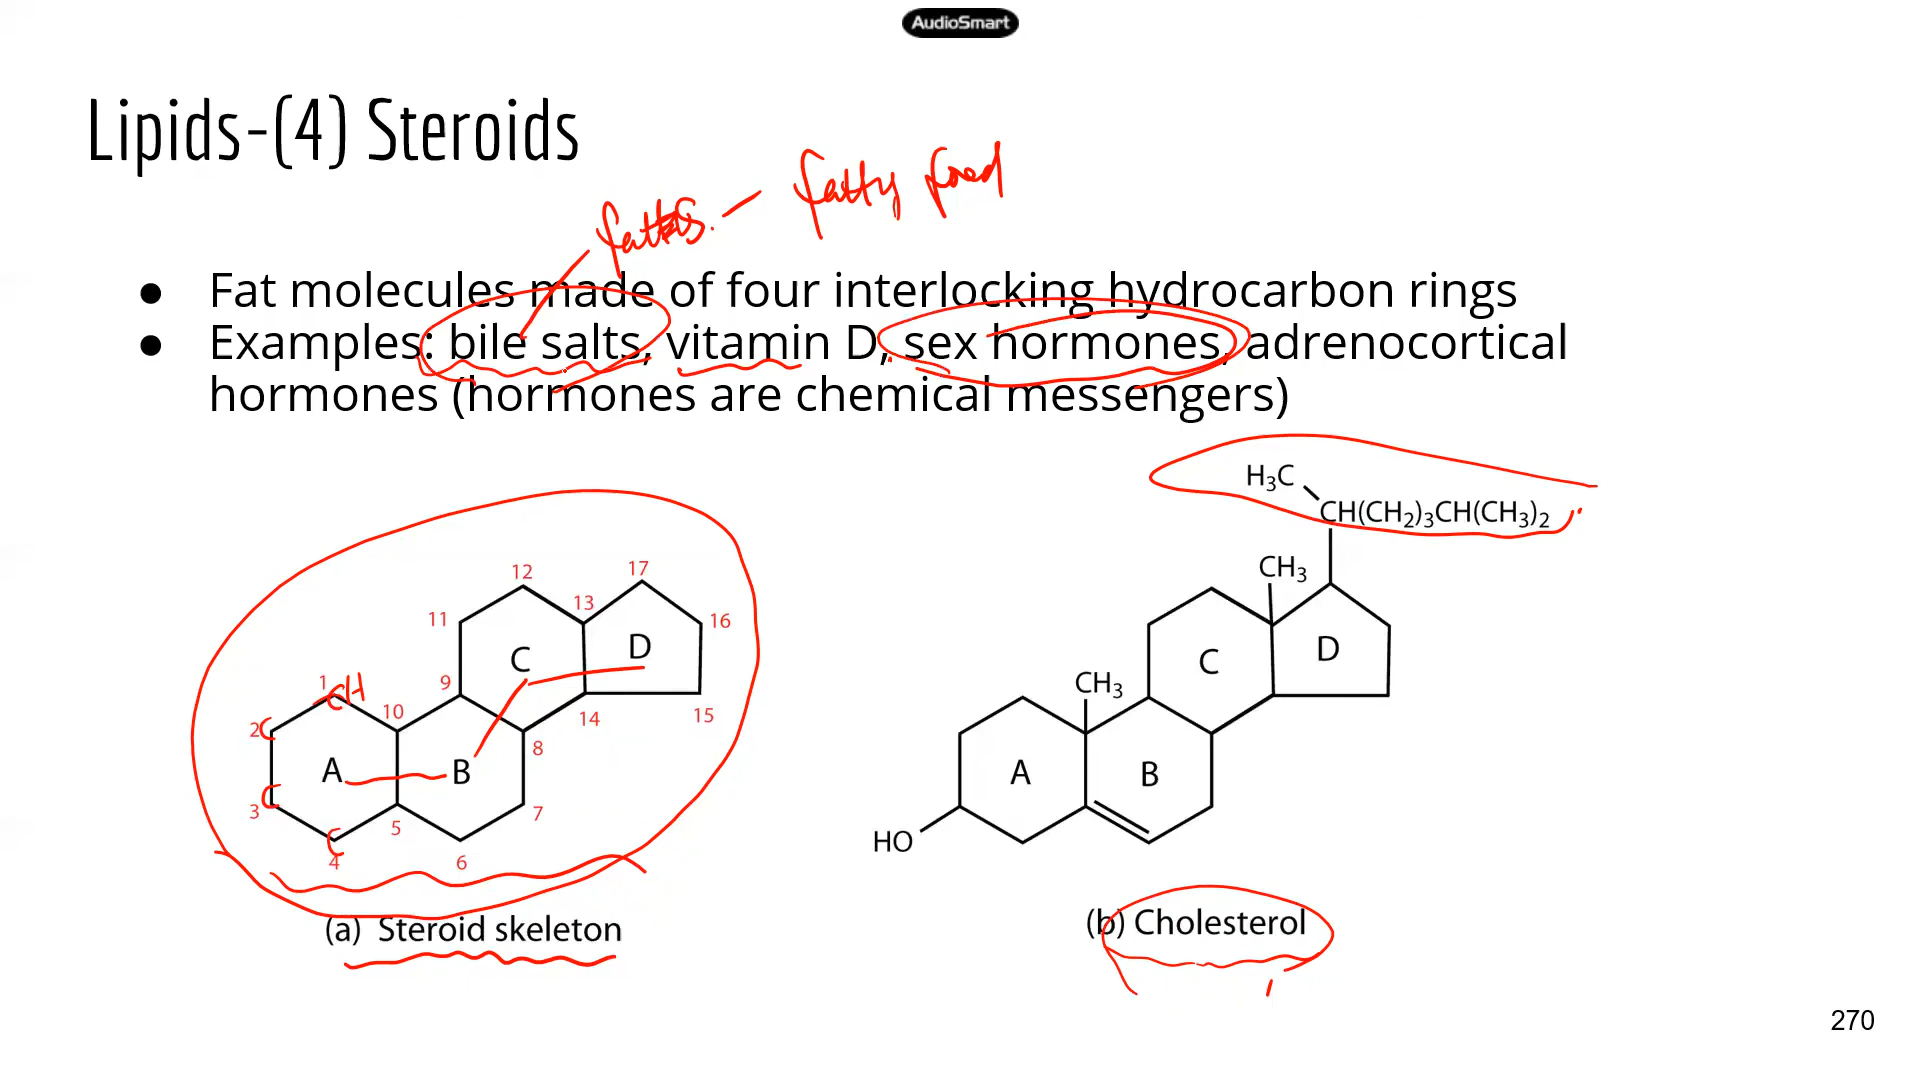 AudioSmart
Lipids-(4) Steroids
fatty food
● Fat molecules made of four interlocking hydrocarbon rings
● Examples: bile salts, vitamin D, sex hormones, adrenocortical
hormones (hormones are chemical messengers)
H₃C
CH(CH₂)₃CH(CH₃)₂
CH₃
12
17
13
11
16
C
D
C
D
9
1
CH
CH₃
10
14
15
2
C
8
A
B
A
B
3
C
7
5
HO
C
4
6
(a) Steroid skeleton
(b) Cholesterol
270